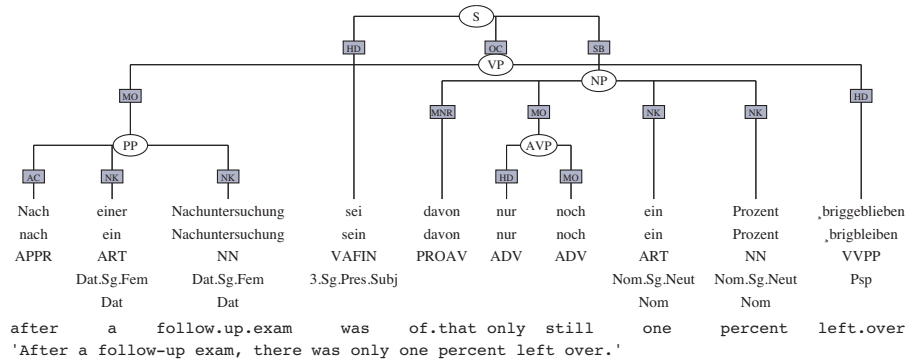 S
HD OC SB
VP
NP
MO MNR MO NK NK HD
PP AVP
AC NK NK HD MO
Nach einer Nachuntersuchung sei davon nur noch ein Prozent ¸briggeblieben
nach ein Nachuntersuchung sein davon nur noch ein Prozent ¸brigbleiben
APPR ART NN VAFIN PROAV ADV ADV ART NN VVPP
Dat.Sg.Fem Dat.Sg.Fem 3.Sg.Pres.Subj Nom.Sg.Neut Nom.Sg.Neut Psp
Dat Dat Nom Nom
after a follow.up.exam was of.that only still one percent left.over
'After a follow-up exam, there was only one percent left over.'